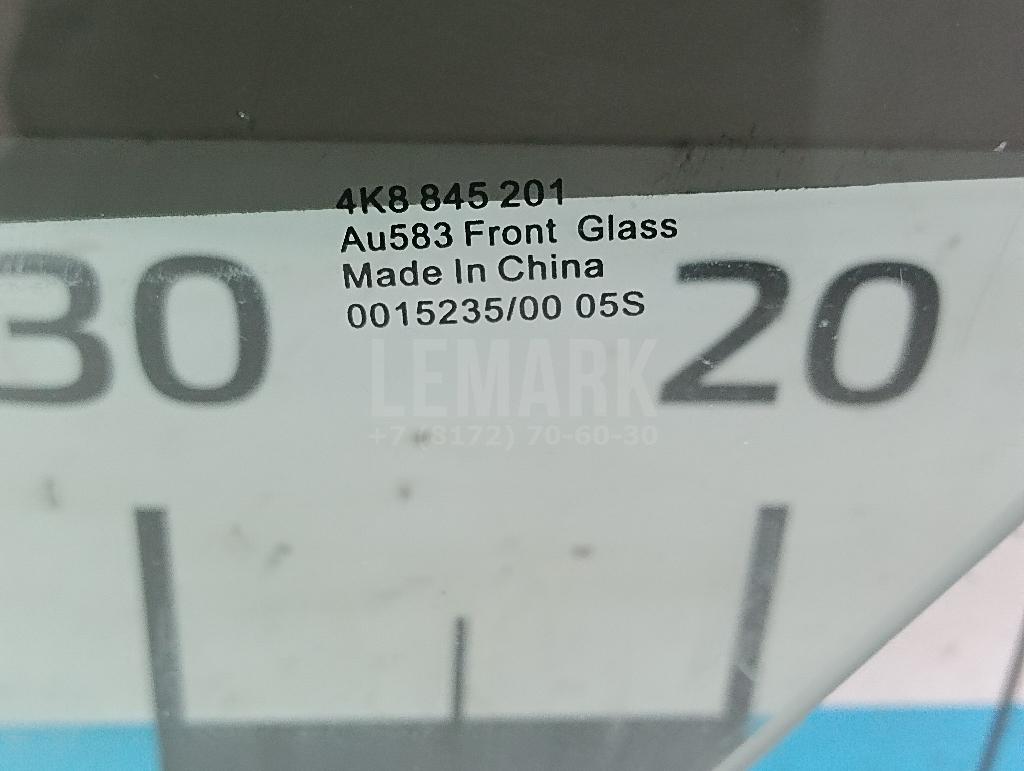 4K8 845 201
Au583 Front Glass
Made In China
0015235/00 05S
30
20
LEMARK
+7 (8172) 70-60-30